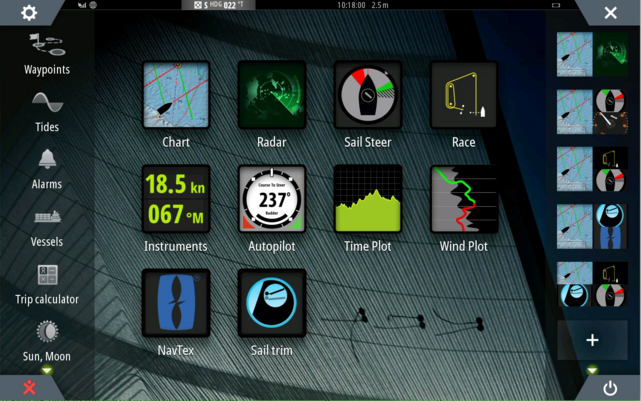 S HDG 022 °T
10:18:00 2.5 m
Waypoints
Tides
Alarms
Vessels
Trip calculator
Sun, Moon
Chart
Radar
Sail Steer
Race
18.5 kn
067 °M
Instruments
Course To Steer
237°
Rudder
Autopilot
Time Plot
Wind Plot
NavTex
Sail trim
+